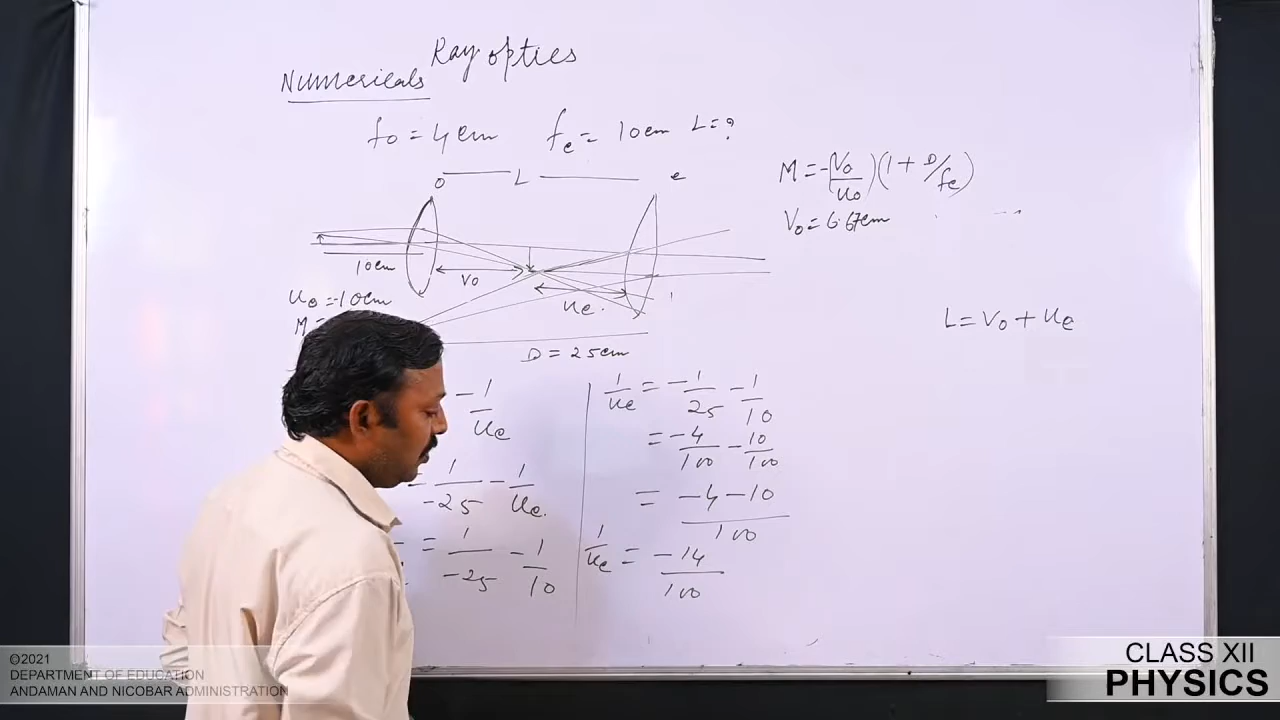 Ray optics
Numericals
fo = 4cm fe = 10cm L = ?
o L e
10cm vo ue.
uo = -10cm
M =
D = 25cm
- 1/ue
= 1/-25 - 1/ue.
= 1/-25 - 1/10
1/ue = -1/25 - 1/10
= -4/100 - 10/100
= -4-10/100
1/ue = -14/100
M = -(Vo/uo)(1 + D/fe)
Vo = 6.67cm
L = Vo + ue
©2021
DEPARTMENT OF EDUCATION
ANDAMAN AND NICOBAR ADMINISTRATION
CLASS XII
PHYSICS